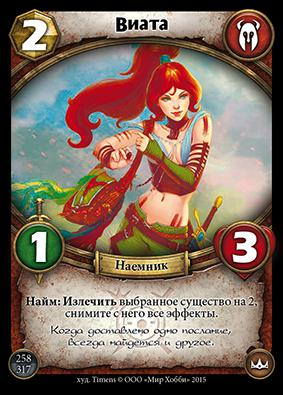 2
Виата
1
Наемник
3
Найм: Излечить выбранное существо на 2,
снимите с него все эффекты.
Когда доставлено одно послание,
всегда найдется и другое.
258
317
худ. Timens © ООО «Мир Хобби» 2015